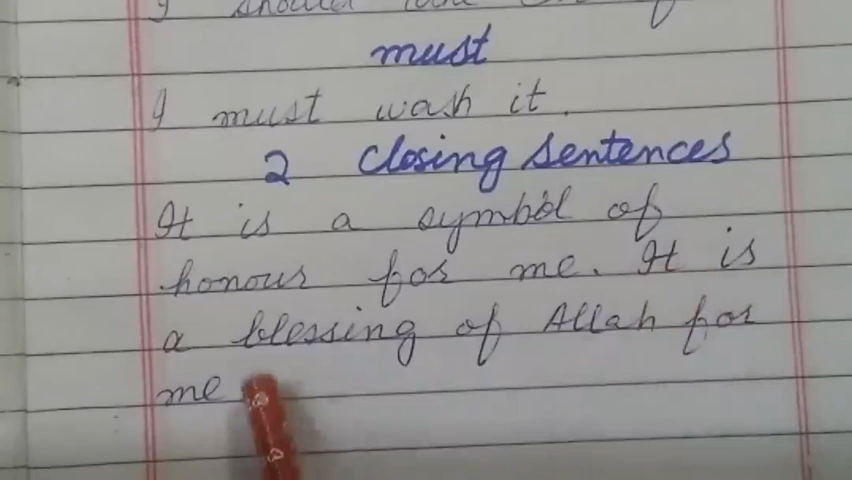 I should
must
I must wash it.
2 Closing Sentences
It is a symbol of
honour for me. It is
a blessing of Allah for
me